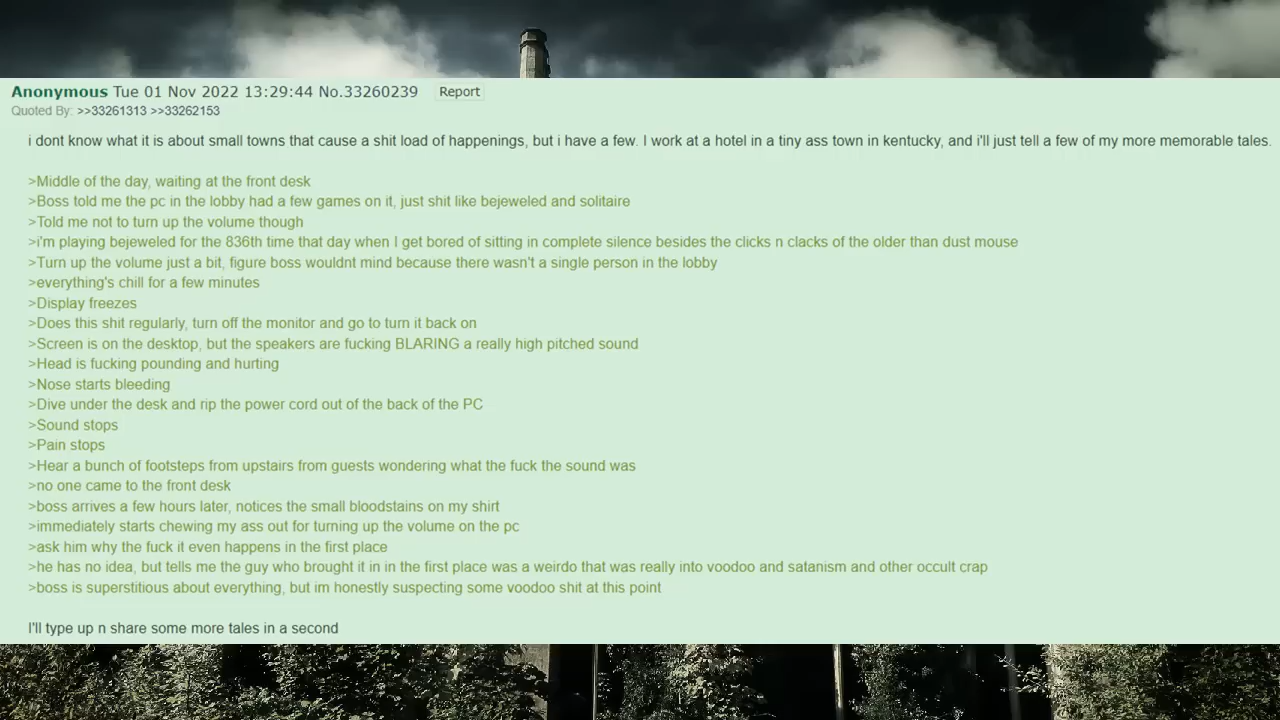 Anonymous Tue 01 Nov 2022 13:29:44 No.33260239 Report
Quoted By: >>33261313 >>33262153
i dont know what it is about small towns that cause a shit load of happenings, but i have a few. I work at a hotel in a tiny ass town in kentucky, and i'll just tell a few of my more memorable tales.
>Middle of the day, waiting at the front desk
>Boss told me the pc in the lobby had a few games on it, just shit like bejeweled and solitaire
>Told me not to turn up the volume though
>i'm playing bejeweled for the 836th time that day when I get bored of sitting in complete silence besides the clicks n clacks of the older than dust mouse
>Turn up the volume just a bit, figure boss wouldnt mind because there wasn't a single person in the lobby
>everything's chill for a few minutes
>Display freezes
>Does this shit regularly, turn off the monitor and go to turn it back on
>Screen is on the desktop, but the speakers are fucking BLARING a really high pitched sound
>Head is fucking pounding and hurting
>Nose starts bleeding
>Dive under the desk and rip the power cord out of the back of the PC
>Sound stops
>Pain stops
>Hear a bunch of footsteps from upstairs from guests wondering what the fuck the sound was
>no one came to the front desk
>boss arrives a few hours later, notices the small bloodstains on my shirt
>immediately starts chewing my ass out for turning up the volume on the pc
>ask him why the fuck it even happens in the first place
>he has no idea, but tells me the guy who brought it in in the first place was a weirdo that was really into voodoo and satanism and other occult crap
>boss is superstitious about everything, but im honestly suspecting some voodoo shit at this point
I'll type up n share some more tales in a second